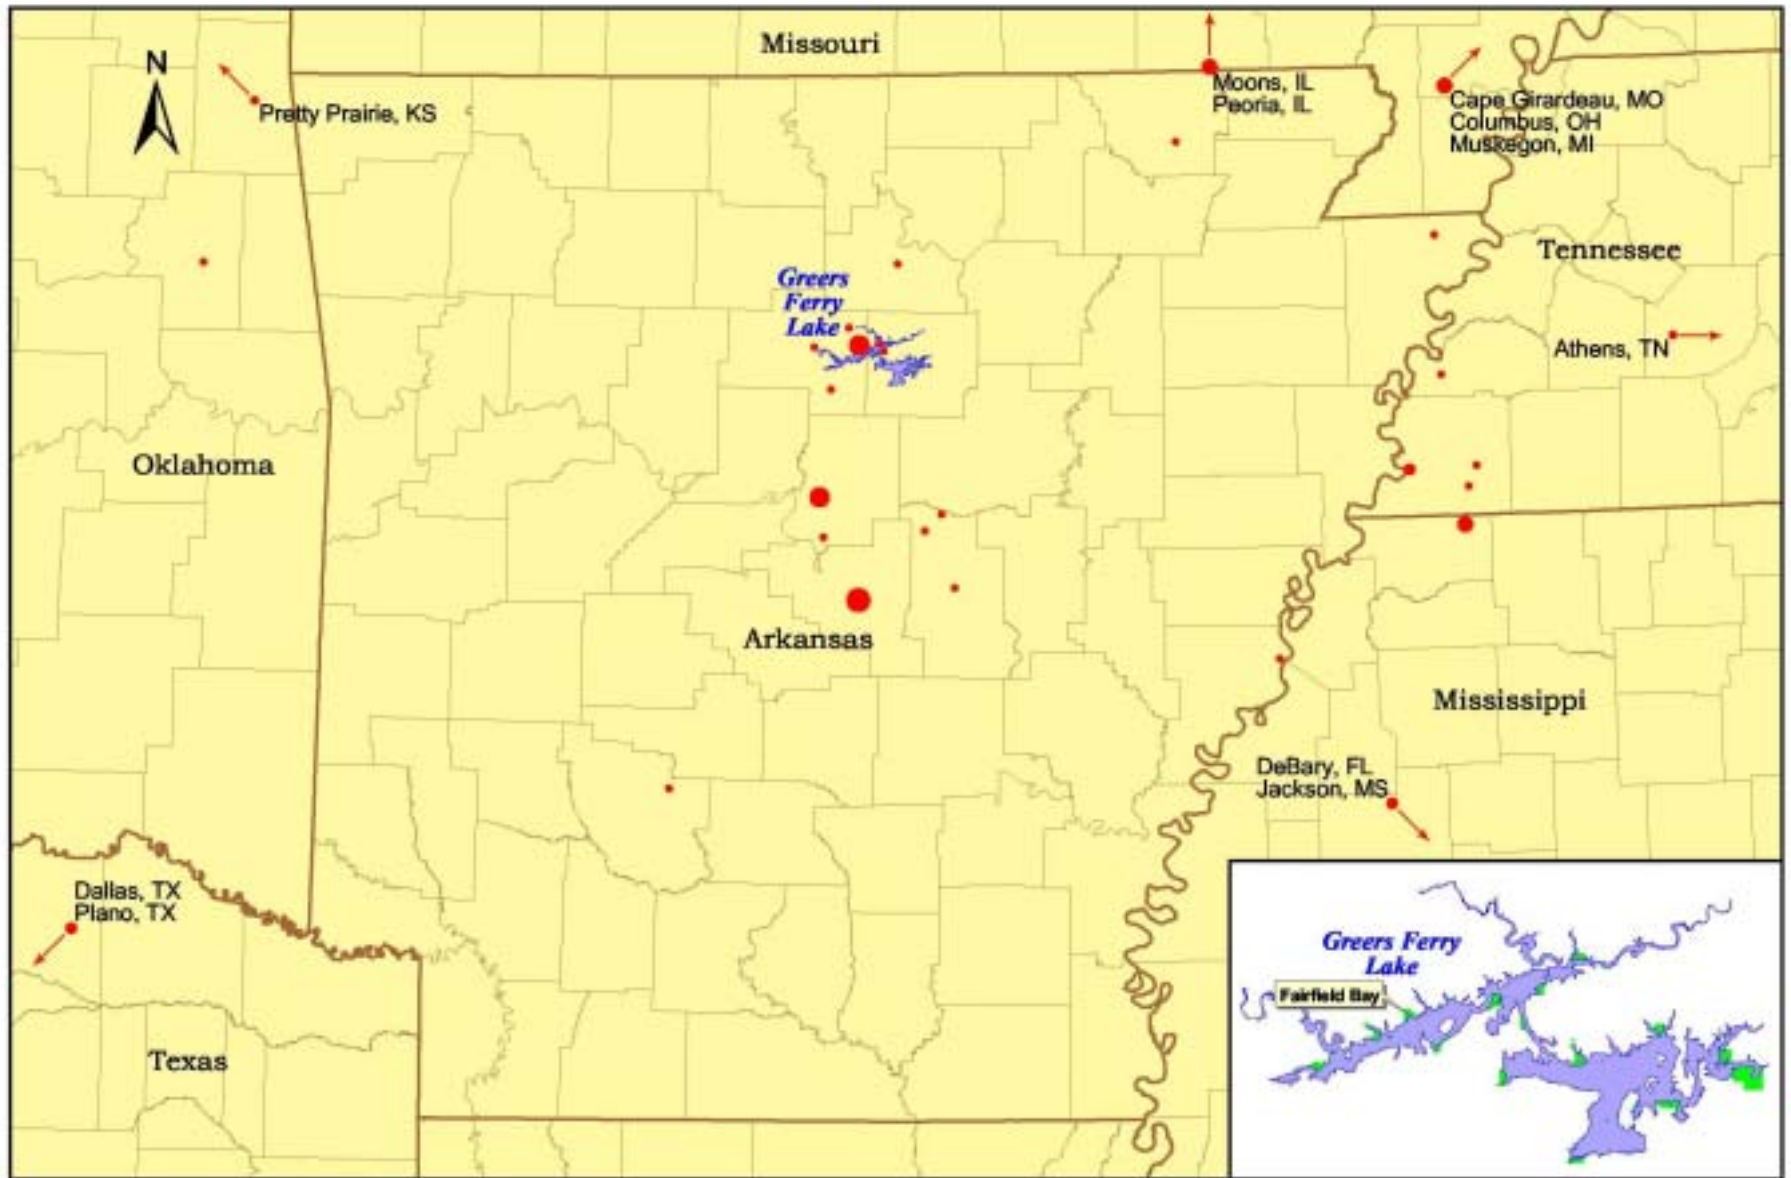 Missouri
N
Pretty Prairie, KS
Moons, IL
Peoria, IL
Cape Girardeau, MO
Columbus, OH
Muskegon, MI
Tennessee
Greers
Ferry
Lake
Athens, TN
Oklahoma
Arkansas
Mississippi
DeBary, FL
Jackson, MS
Dallas, TX
Plano, TX
Texas
Greers Ferry
Lake
Fairfield Bay